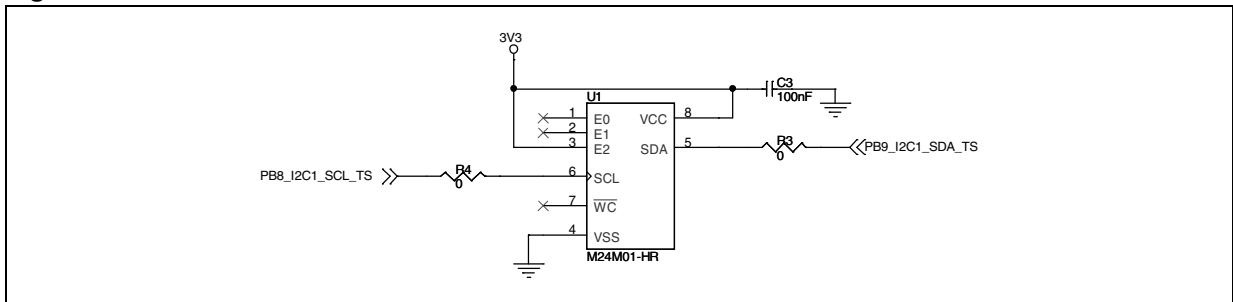 3V3
C3
100nF
U1
1 E0 VCC 8
2 E1
3 E2 SDA 5
R3
0
PB9_I2C1_SDA_TS
R4
0
PB8_I2C1_SCL_TS
6 SCL
7 WC
4 VSS
M24M01-HR